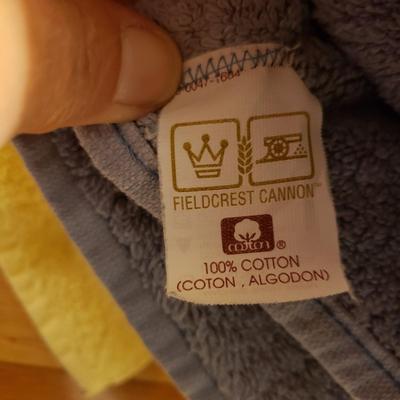 FIELDCREST CANNON™
cotton ®
100% COTTON
(COTON , ALGODON)